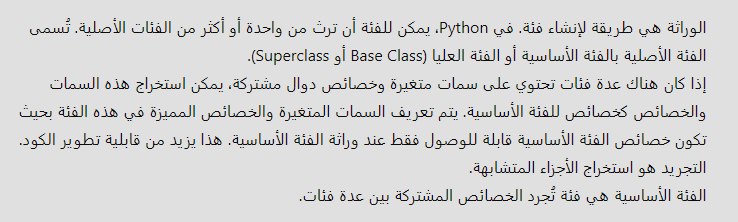 الوراثة هي طريقة لإنشاء فئة. في Python، يمكن للفئة أن ترث من واحدة أو أكثر من الفئات الأصلية. تُسمى
الفئة الأصلية بالفئة الأساسية أو الفئة العليا (Base Class أو Superclass).
إذا كان هناك عدة فئات تحتوي على سمات متغيرة وخصائص دوال مشتركة، يمكن استخراج هذه السمات
والخصائص كخصائص للفئة الأساسية. يتم تعريف السمات المتغيرة والخصائص المميزة في هذه الفئة بحيث
تكون خصائص الفئة الأساسية قابلة للوصول فقط عند وراثة الفئة الأساسية. هذا يزيد من قابلية تطوير الكود.
التجريد هو استخراج الأجزاء المتشابهة.
الفئة الأساسية هي فئة تُجرد الخصائص المشتركة بين عدة فئات.